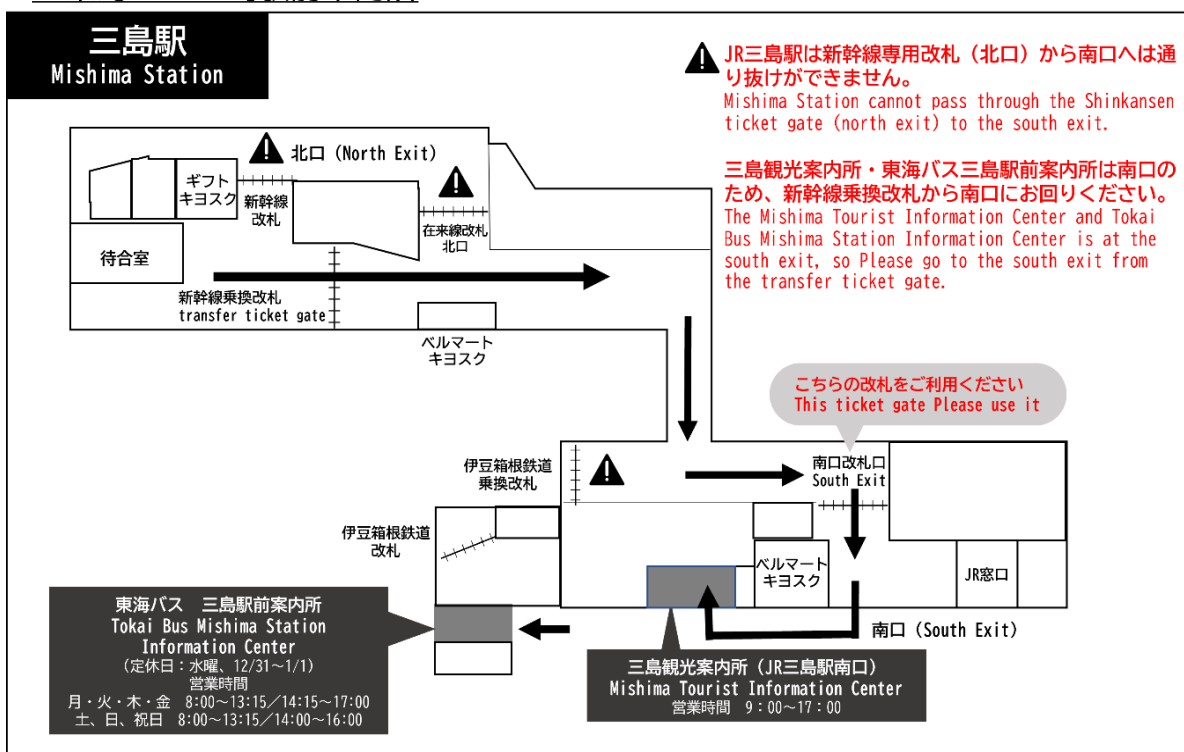 三島駅
Mishima Station
JR三島駅は新幹線専用改札（北口）から南口へは通
り抜けができません。
Mishima Station cannot pass through the Shinkansen
ticket gate (north exit) to the south exit.
三島観光案内所・東海バス三島駅前案内所は南口の
ため、新幹線乗換改札から南口にお回りください。
The Mishima Tourist Information Center and Tokai
Bus Mishima Station Information Center is at the
south exit, so Please go to the south exit from
the transfer ticket gate.
北口（North Exit）
ギフト
キヨスク
新幹線
改札
在来線改札
北口
待合室
新幹線乗換改札
transfer ticket gate
ベルマート
キヨスク
こちらの改札をご利用ください
This ticket gate Please use it
伊豆箱根鉄道
乗換改札
南口改札口
South Exit
伊豆箱根鉄道
改札
ベルマート
キヨスク
JR窓口
南口（South Exit）
東海バス　三島駅前案内所
Tokai Bus Mishima Station
Information Center
（定休日：水曜、12/31～1/1）
営業時間
月・火・木・金　8:00～13:15／14:15～17:00
土、日、祝日　8:00～13:15／14:00～16:00
三島観光案内所（JR三島駅南口）
Mishima Tourist Information Center
営業時間　9：00～17：00